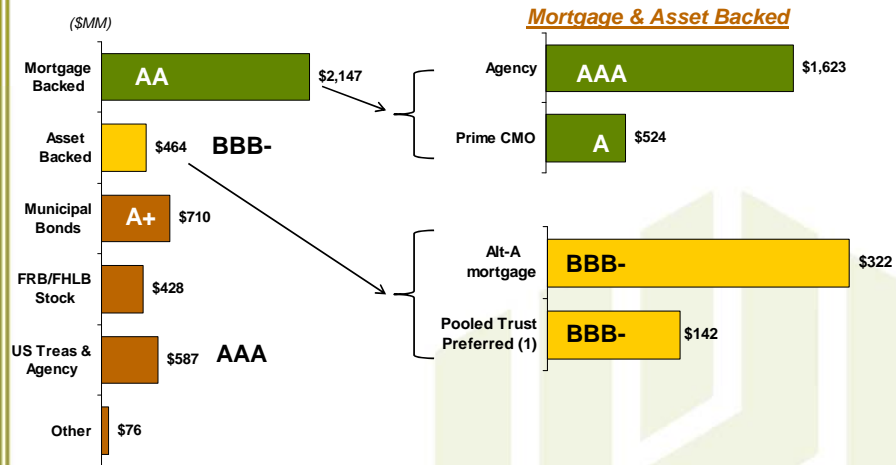 Mortgage & Asset Backed
($MM)
Mortgage
Backed
AA
$2,147
Asset
Backed
$464
BBB-
Municipal
Bonds
A+
$710
FRB/FHLB
Stock
$428
US Treas &
Agency
$587
AAA
Other
$76
Agency
AAA
$1,623
Prime CMO
A
$524
Alt-A
mortgage
BBB-
$322
Pooled Trust
Preferred (1)
BBB-
$142